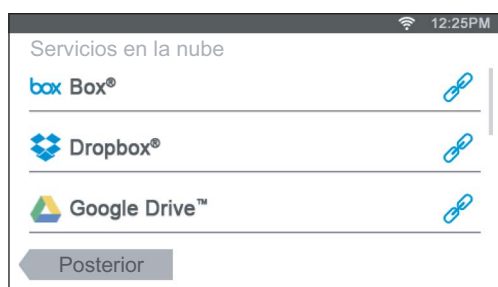 12:25PM
Servicios en la nube
box Box®
Dropbox®
Google Drive™
Posterior